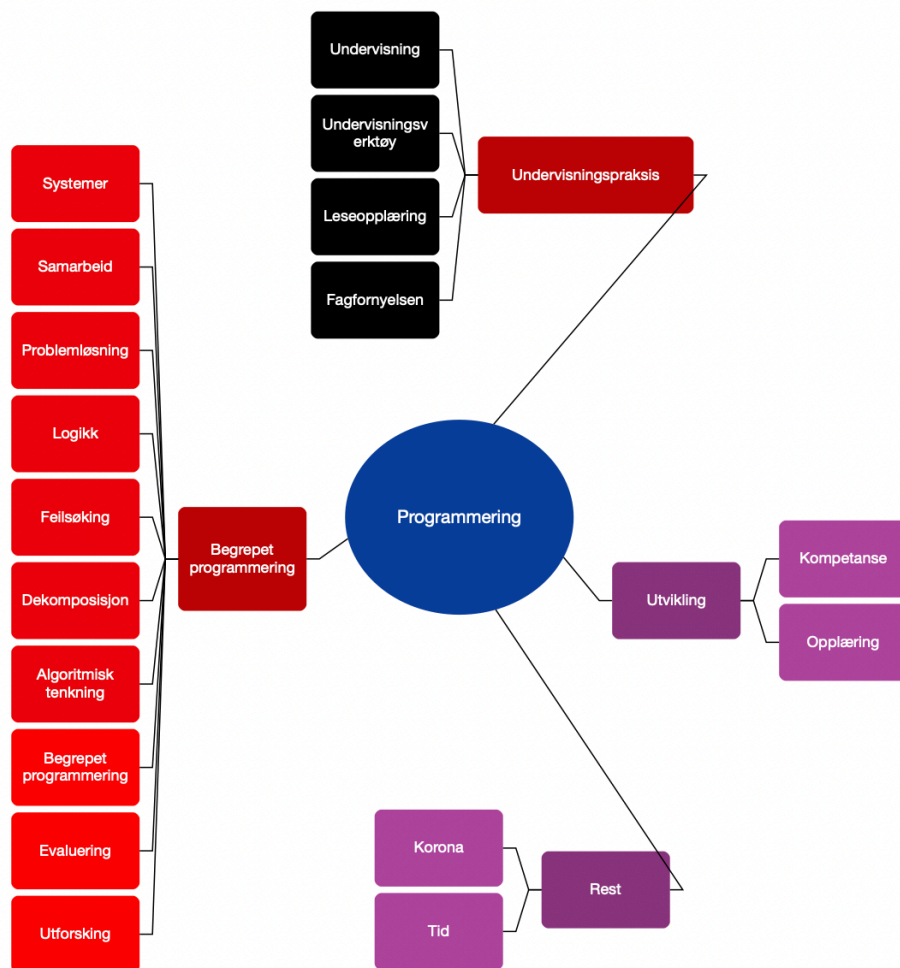 Undervisning
Undervisningsv
erktøy
Leseopplæring
Fagfornyelsen
Undervisningspraksis
Systemer
Samarbeid
Problemløsning
Logikk
Feilsøking
Dekomposisjon
Algoritmisk
tenkning
Begrepet
programmering
Evaluering
Utforsking
Begrepet
programmering
Programmering
Utvikling
Kompetanse
Opplæring
Korona
Tid
Rest